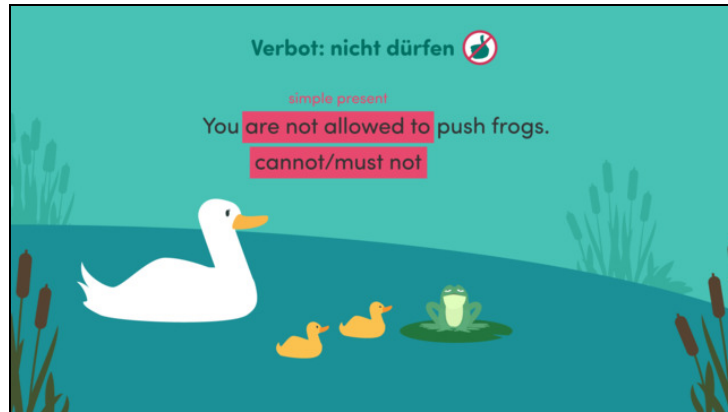 Verbot: nicht dürfen
simple present
You are not allowed to push frogs.
cannot/must not